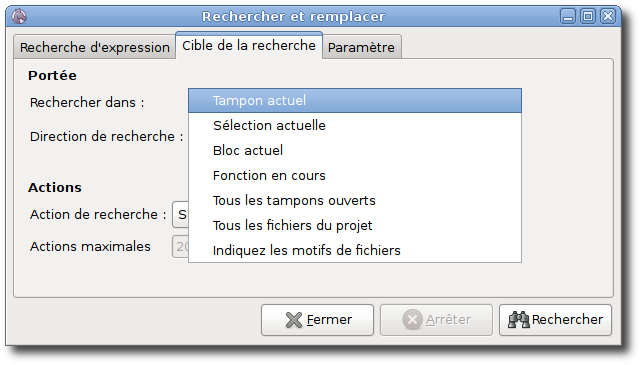 Rechercher et remplacer
Recherche d'expression Cible de la recherche Paramètre
Portée
Rechercher dans :
Tampon actuel
Direction de recherche :
Sélection actuelle
Bloc actuel
Fonction en cours
Tous les tampons ouverts
Tous les fichiers du projet
Indiquez les motifs de fichiers
Actions
Action de recherche : S
Actions maximales 20
Fermer Arrêter Rechercher